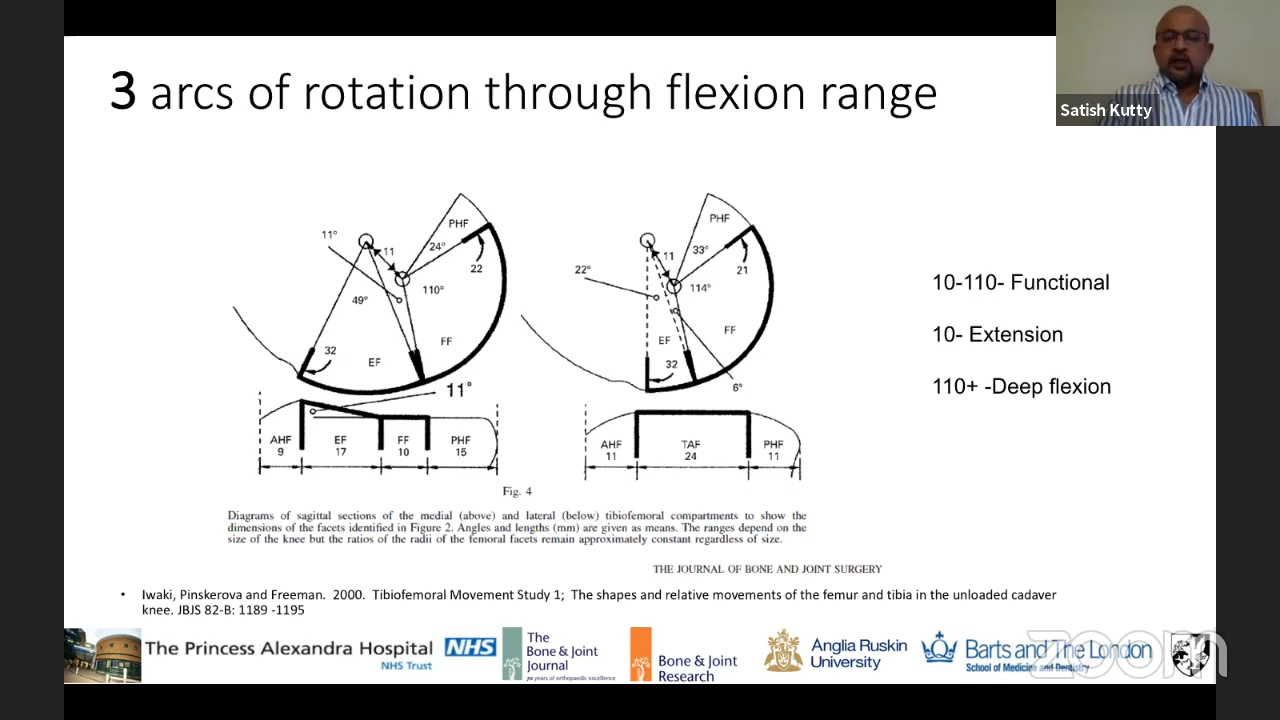 3 arcs of rotation through flexion range
Satish Kutty
11°
11
24°
PHF
22
110°
49°
FF
32
EF
11°
AHF
9
EF
17
FF
10
PHF
15
PHF
33°
11
21
22°
114°
FF
EF
32
6°
AHF
11
TAF
24
PHF
11
10-110- Functional
10- Extension
110+ -Deep flexion
Fig. 4
Diagrams of sagittal sections of the medial (above) and lateral (below) tibiofemoral compartments to show the
dimensions of the facets identified in Figure 2. Angles and lengths (mm) are given as means. The ranges depend on the
size of the knee but the ratios of the radii of the femoral facets remain approximately constant regardless of size.
THE JOURNAL OF BONE AND JOINT SURGERY
• Iwaki, Pinskerova and Freeman. 2000. Tibiofemoral Movement Study 1; The shapes and relative movements of the femur and tibia in the unloaded cadaver
knee. JBJS 82-B: 1189 -1195
The Princess Alexandra Hospital
NHS
NHS Trust
The
Bone & Joint
Journal
70 years of orthopaedic excellence
Bone & Joint
Research
Anglia Ruskin
University
Barts and The London
School of Medicine and Dentistry
zoom